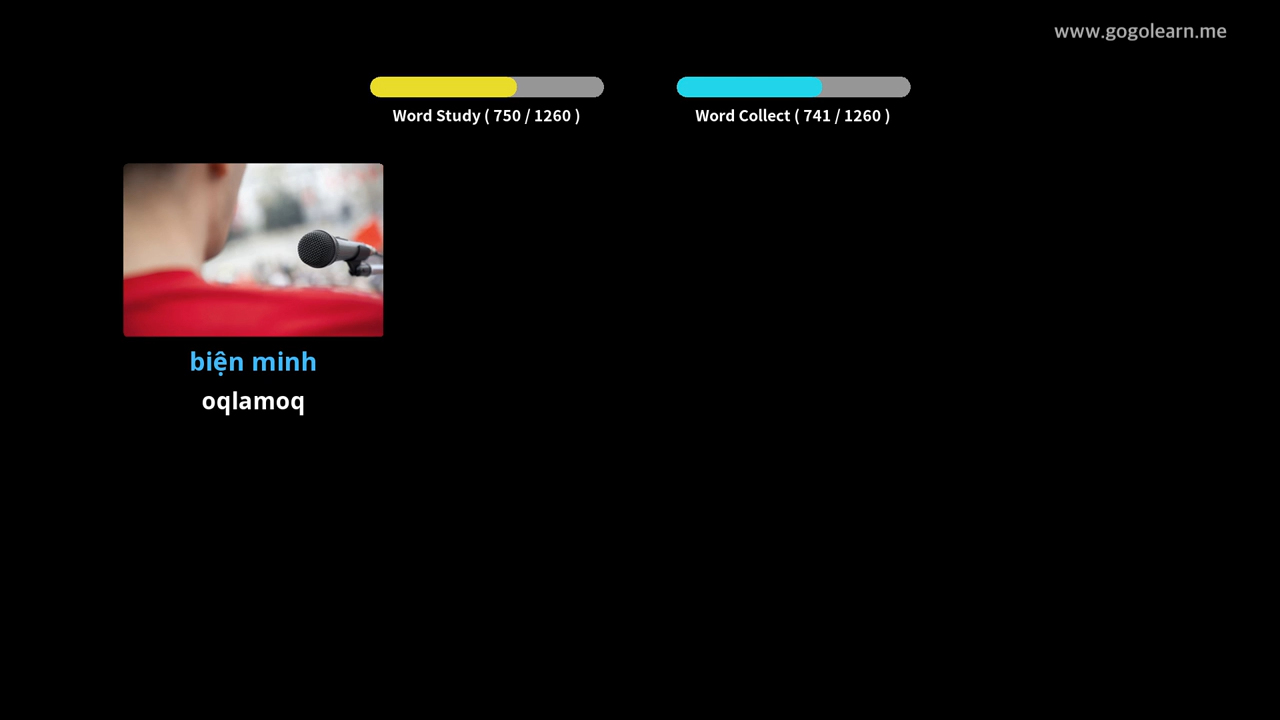 www.gogolearn.me
Word Study ( 750 / 1260 )
Word Collect ( 741 / 1260 )
biện minh
oqlamoq